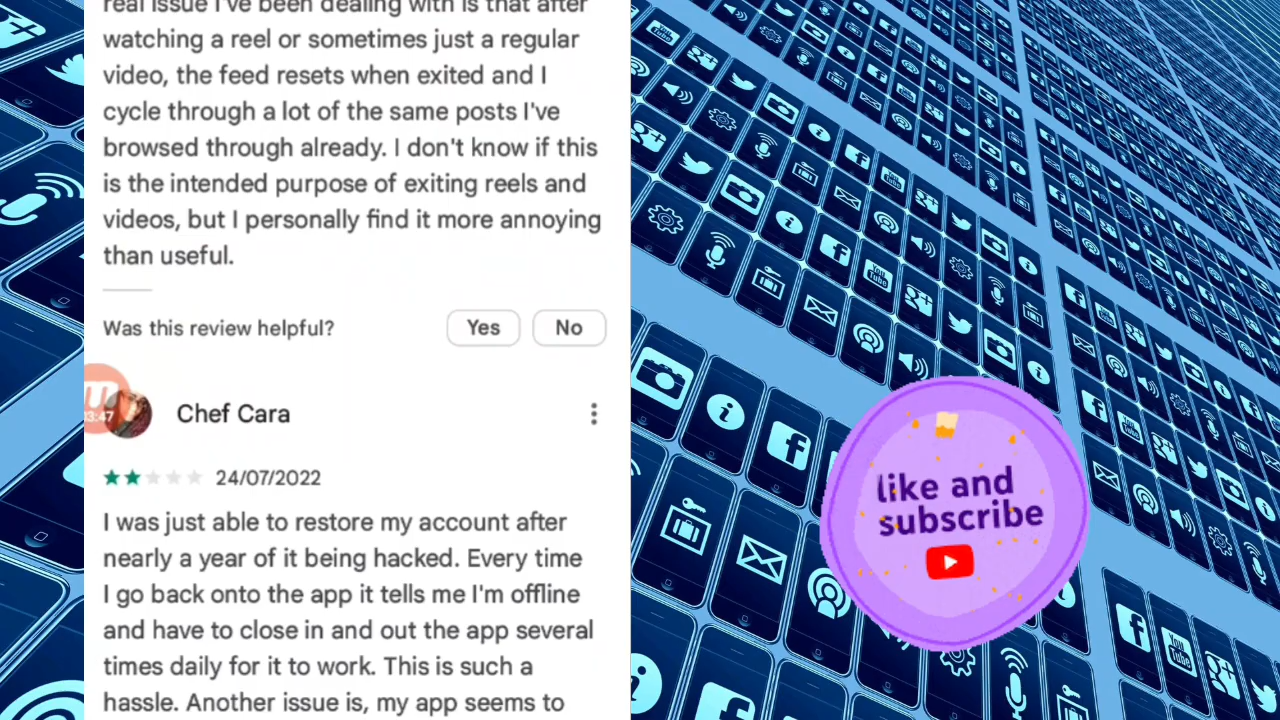 real issue I've been dealing with is that after
watching a reel or sometimes just a regular
video, the feed resets when exited and I
cycle through a lot of the same posts I've
browsed through already. I don't know if this
is the intended purpose of exiting reels and
videos, but I personally find it more annoying
than useful.
Was this review helpful?
Yes
No
03:47
Chef Cara
24/07/2022
I was just able to restore my account after
nearly a year of it being hacked. Every time
I go back onto the app it tells me I'm offline
and have to close in and out the app several
times daily for it to work. This is such a
hassle. Another issue is, my app seems to
like and
subscribe